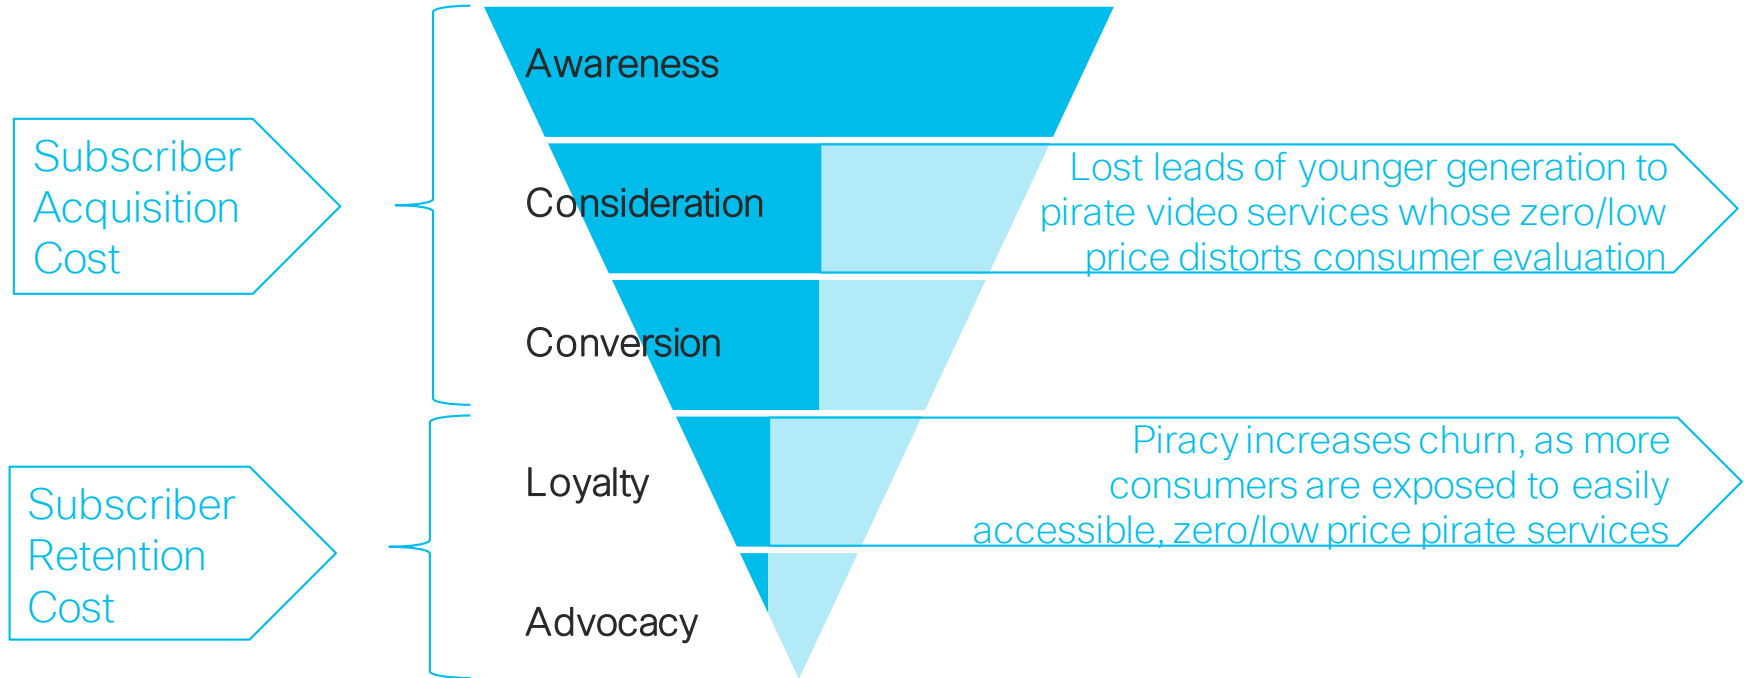 Awareness
Subscriber
Acquisition
Cost
Consideration
Lost leads of younger generation to
pirate video services whose zero/low
price distorts consumer evaluation
Conversion
Subscriber
Retention
Cost
Loyalty
Piracy increases churn, as more
consumers are exposed to easily
accessible, zero/low price pirate services
Advocacy